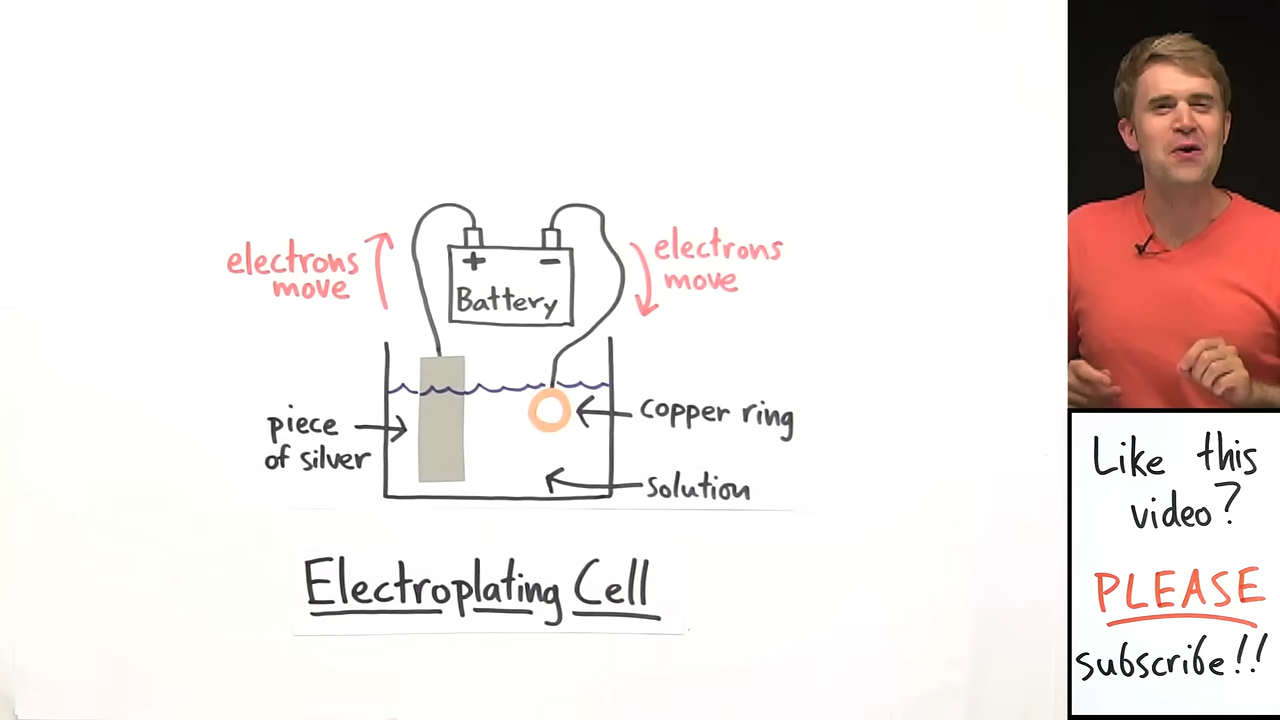 electrons
move
electrons
move
+
−
Battery
piece
of silver
copper ring
solution
Electroplating Cell
Like this
video?
PLEASE
subscribe!!